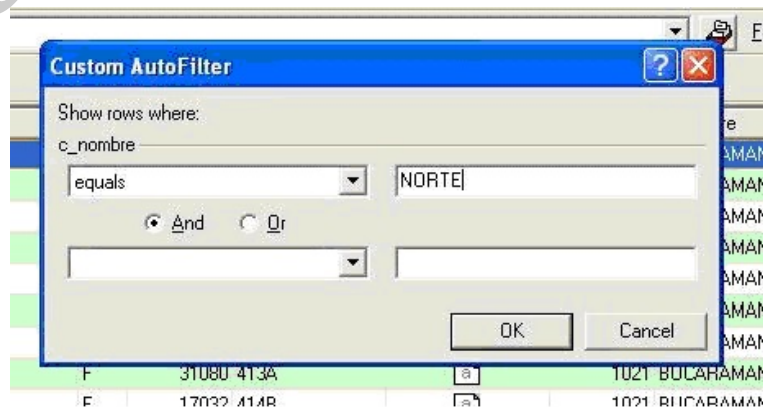 Custom AutoFilter
Show rows where:
c_nombre
equals NORTE
And Or
OK Cancel
F 31080 413A a 1021 BUCARAMAN
F 17032 414B a 1021 BUCARAMAN